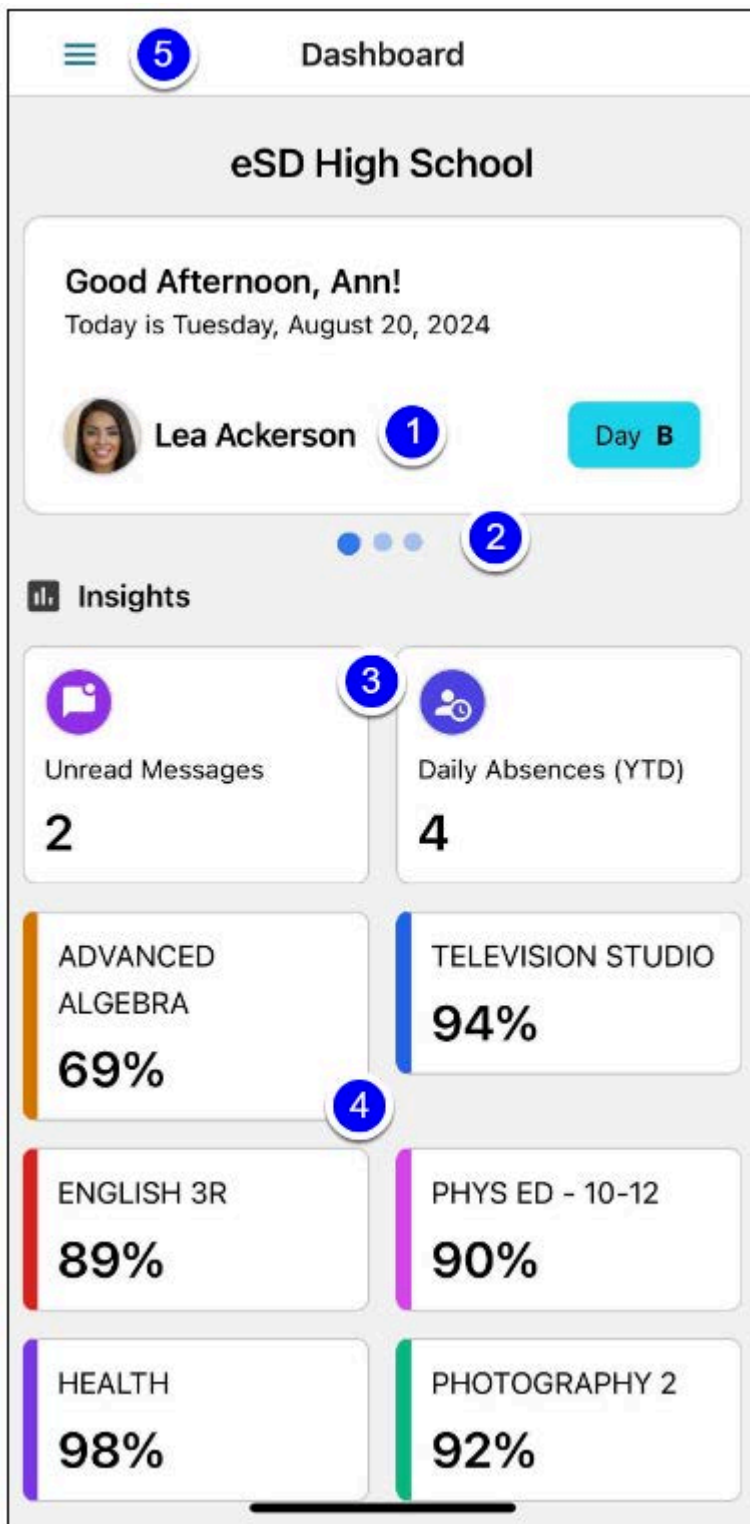 5 Dashboard
eSD High School
Good Afternoon, Ann!
Today is Tuesday, August 20, 2024
Lea Ackerson 1 Day B
2
Insights
3
Unread Messages
2
Daily Absences (YTD)
4
ADVANCED
ALGEBRA
69%
TELEVISION STUDIO
94%
4
ENGLISH 3R
89%
PHYS ED - 10-12
90%
HEALTH
98%
PHOTOGRAPHY 2
92%